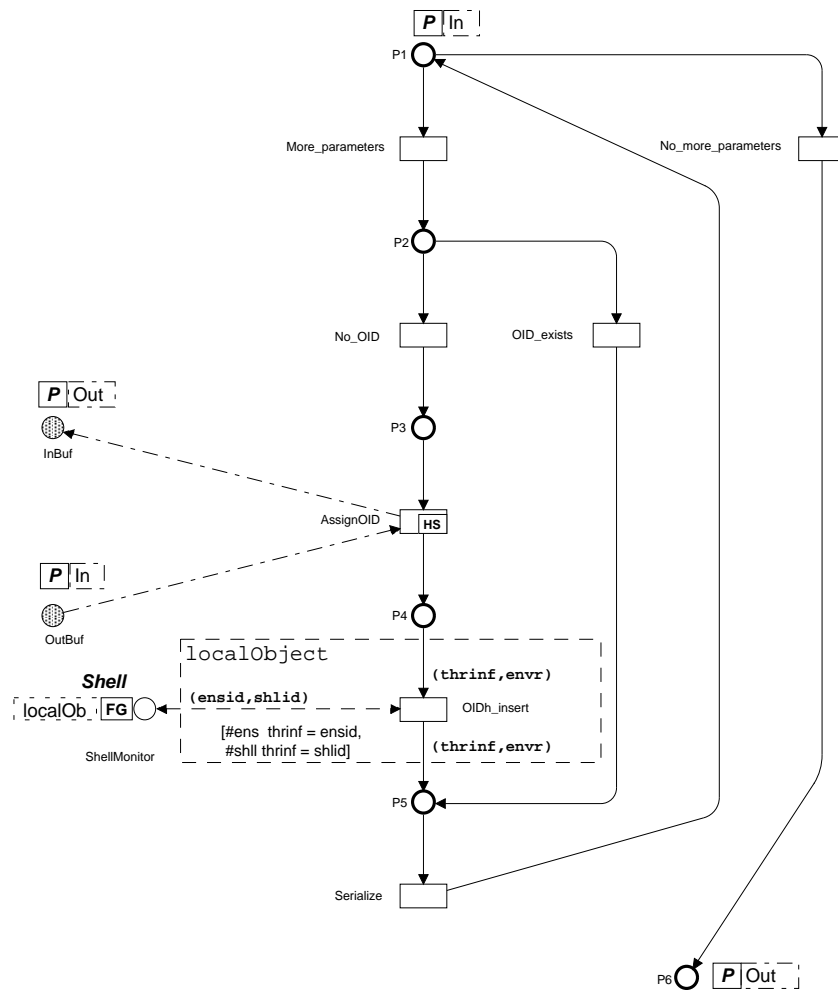 P In
P1
More_parameters
No_more_parameters
P2
No_OID
OID_exists
P Out
InBuf
P3
AssignOID
HS
P In
OutBuf
P4
localObject
(thrinf,envr)
Shell
(ensid,shlid)
localOb FG
OIDh_insert
[#ens thrinf = ensid,
#shll thrinf = shlid]
(thrinf,envr)
ShellMonitor
P5
Serialize
P6
P Out